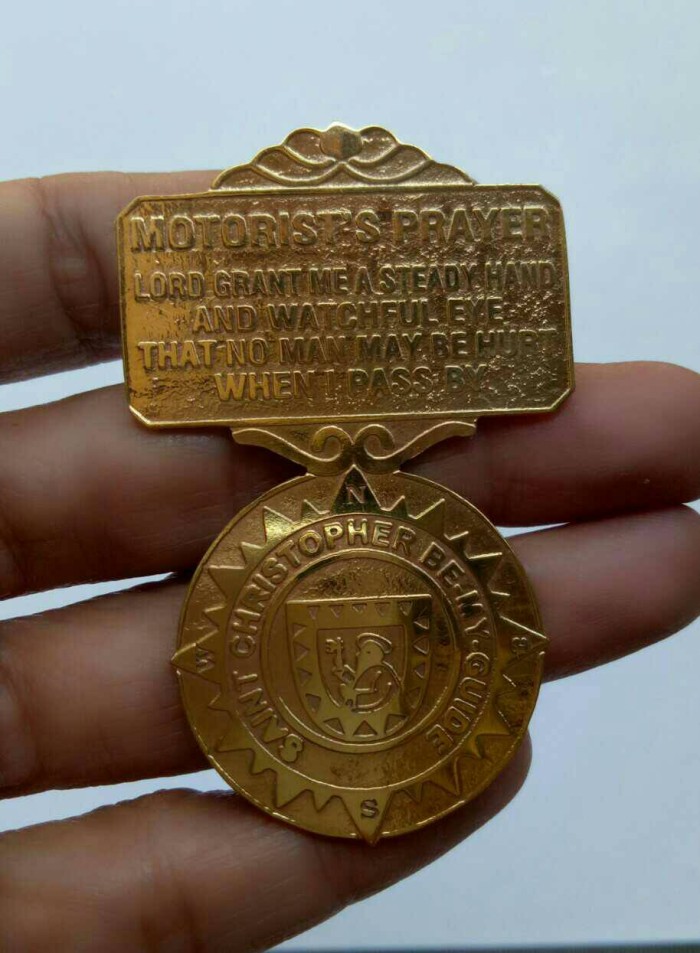 MOTORIST'S PRAYER
LORD GRANT ME A STEADY HAND
AND WATCHFUL EYE
THAT NO MAN MAY BE HURT
WHEN I PASS BY
N
SAINT CHRISTOPHER BE-MY-GUIDE
W
S